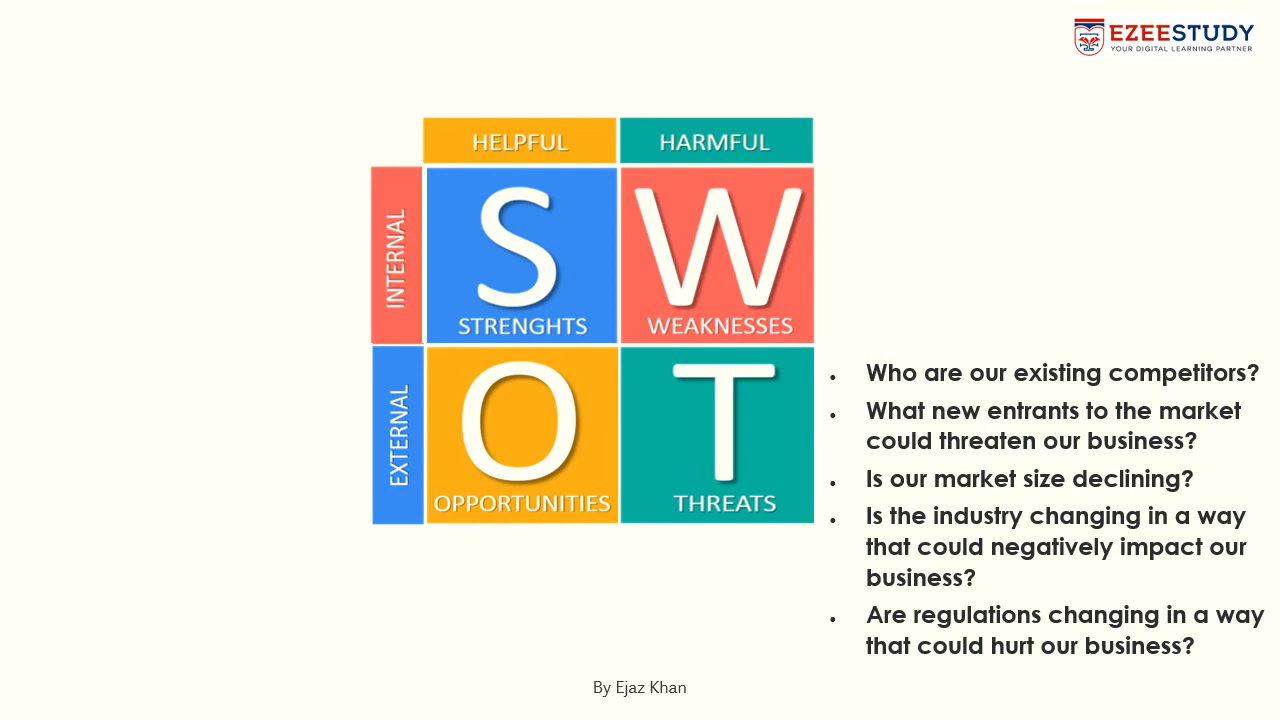 EZEESTUDY
YOUR DIGITAL LEARNING PARTNER
HELPFUL
HARMFUL
INTERNAL
S
STRENGHTS
W
WEAKNESSES
EXTERNAL
O
OPPORTUNITIES
T
THREATS
• Who are our existing competitors?
• What new entrants to the market
could threaten our business?
• Is our market size declining?
• Is the industry changing in a way
that could negatively impact our
business?
• Are regulations changing in a way
that could hurt our business?
By Ejaz Khan